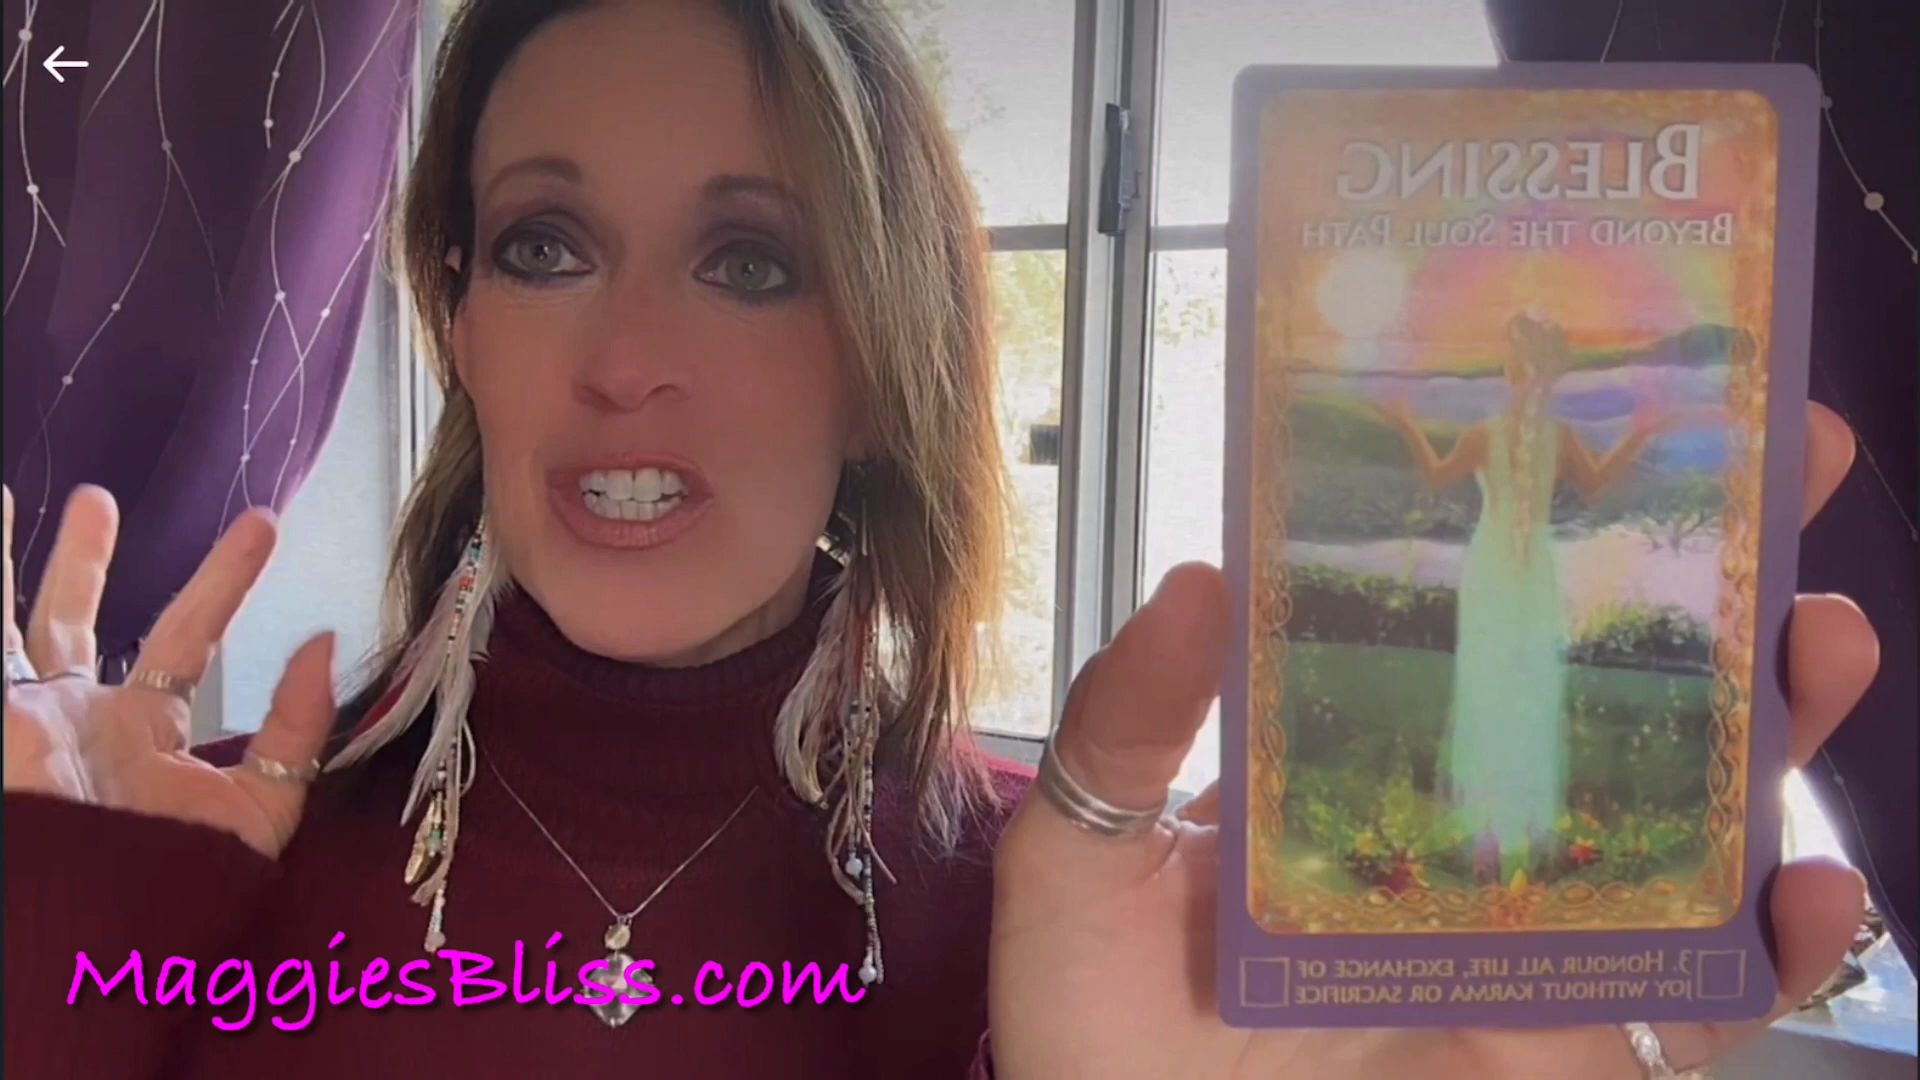 BLESSING
BEYOND THE SOUL PATH
3. HONOUR ALL LIFE, EXCHANGE OF
JOY WITHOUT KARMA OR SACRIFICE
MaggiesBliss.com